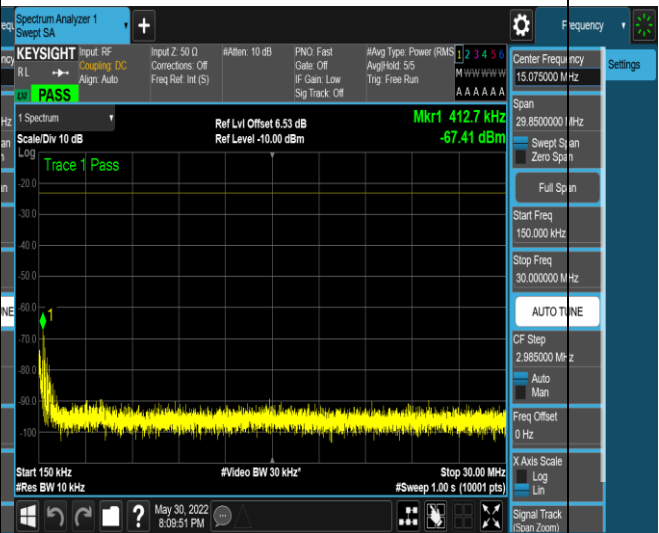 Spectrum Analyzer 1
Swept SA
+
Frequency
KEYSIGHT
R L
LXI
PASS
Input: RF
Coupling: DC
Align: Auto
Input Z: 50 Ω
Corrections: Off
Freq Ref: Int (S)
#Atten: 10 dB
PNO: Fast
Gate: Off
IF Gain: Low
Sig Track: Off
#Avg Type: Power (RMS
Avg|Hold: 5/5
Trig: Free Run
1 2 3 4 5 6
M W W W W W
A A A A A A
1 Spectrum
Scale/Div 10 dB
Log
Ref Lvl Offset 6.53 dB
Ref Level -10.00 dBm
Mkr1 412.7 kHz
-67.41 dBm
Trace 1 Pass
-20.0
-30.0
-40.0
-50.0
-60.0
-70.0
-80.0
-90.0
-100
1
Start 150 kHz
#Res BW 10 kHz
#Video BW 30 kHz*
Stop 30.00 MHz
#Sweep 1.00 s (10001 pts)
May 30, 2022
8:09:51 PM
?
Center Frequency
15.075000 MHz
Span
29.8500000 MHz
Swept Span
Zero Span
Full Span
Start Freq
150.000 kHz
Stop Freq
30.000000 MHz
AUTO TUNE
CF Step
2.985000 MHz
Auto
Man
Freq Offset
0 Hz
X Axis Scale
Log
Lin
Signal Track
(Span Zoom)
Settings